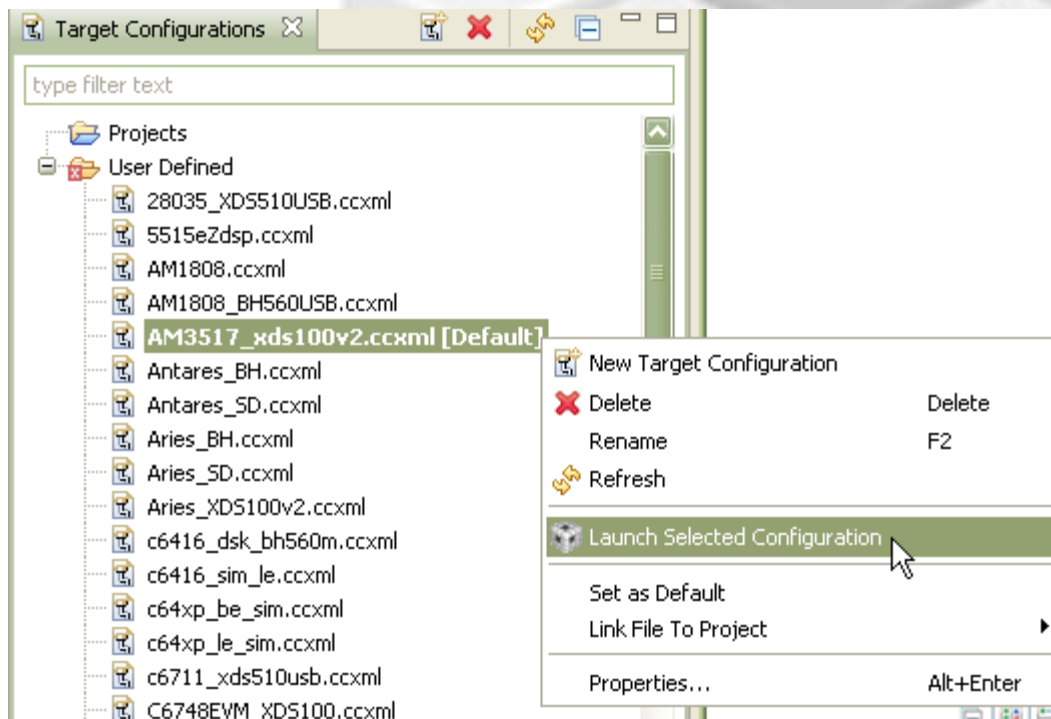 Target Configurations
type filter text
Projects
User Defined
28035_XDS510USB.ccxml
5515eZdsp.ccxml
AM1808.ccxml
AM1808_BH560USB.ccxml
AM3517_xds100v2.ccxml [Default]
Antares_BH.ccxml
Antares_SD.ccxml
Aries_BH.ccxml
Aries_SD.ccxml
Aries_XDS100v2.ccxml
c6416_dsk_bh560m.ccxml
c6416_sim_le.ccxml
c64xp_be_sim.ccxml
c64xp_le_sim.ccxml
c6711_xds510usb.ccxml
C6748EVM_XDS100.ccxml
New Target Configuration
Delete Delete
Rename F2
Refresh
Launch Selected Configuration
Set as Default
Link File To Project
Properties... Alt+Enter